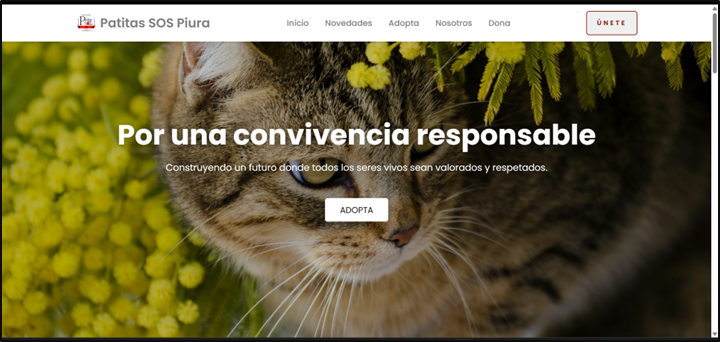 Patitas SOS Piura
Inicio Novedades Adopta Nosotros Dona
ÚNETE
Por una convivencia responsable
Construyendo un futuro donde todos los seres vivos sean valorados y respetados.
ADOPTA